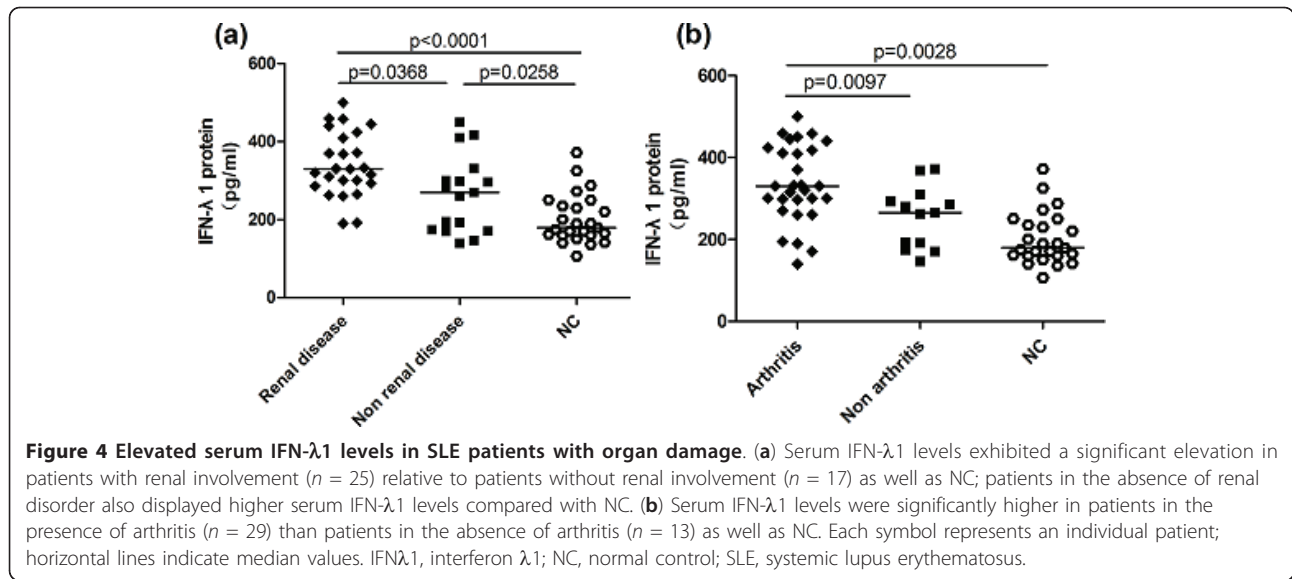 (a)
p<0.0001
p=0.0368
p=0.0258
600
400
200
0
IFN-λ 1 protein
(pg/ml)
Renal disease
Non renal disease
NC
(b)
p=0.0028
p=0.0097
600
400
200
0
IFN-λ 1 protein
(pg/ml)
Arthritis
Non arthritis
NC
Figure 4 Elevated serum IFN-λ1 levels in SLE patients with organ damage. (a) Serum IFN-λ1 levels exhibited a significant elevation in
patients with renal involvement (n = 25) relative to patients without renal involvement (n = 17) as well as NC; patients in the absence of renal
disorder also displayed higher serum IFN-λ1 levels compared with NC. (b) Serum IFN-λ1 levels were significantly higher in patients in the
presence of arthritis (n = 29) than patients in the absence of arthritis (n = 13) as well as NC. Each symbol represents an individual patient;
horizontal lines indicate median values. IFNλ1, interferon λ1; NC, normal control; SLE, systemic lupus erythematosus.